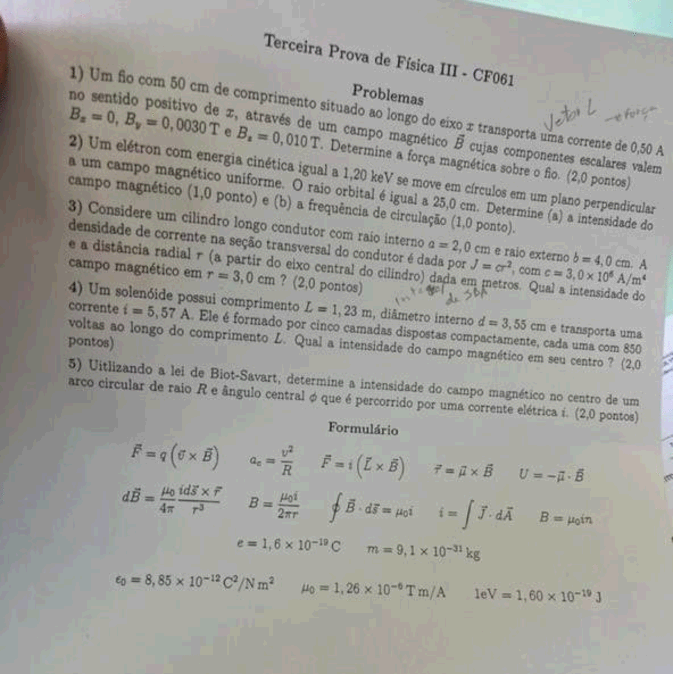 Terceira Prova de Física III - CF061
Problemas
Vetor L → e força
1) Um fio com 50 cm de comprimento situado ao longo do eixo x transporta uma corrente de 0,50 A
no sentido positivo de x, através de um campo magnético B⃗ cujas componentes escalares valem
Bₓ = 0, Bᵧ = 0,0030 T e B_z = 0,010 T. Determine a força magnética sobre o fio. (2,0 pontos)
2) Um elétron com energia cinética igual a 1,20 keV se move em círculos em um plano perpendicular
a um campo magnético uniforme. O raio orbital é igual a 25,0 cm. Determine (a) a intensidade do
campo magnético (1,0 ponto) e (b) a frequência de circulação (1,0 ponto).
3) Considere um cilindro longo condutor com raio interno a = 2,0 cm e raio externo b = 4,0 cm. A
densidade de corrente na seção transversal do condutor é dada por J = cr², com c = 3,0 × 10⁶ A/m⁴
e a distância radial r (a partir do eixo central do cilindro) dada em metros. Qual a intensidade do
campo magnético em r = 3,0 cm ? (2,0 pontos)
4) Um solenóide possui comprimento L = 1,23 m, diâmetro interno d = 3,55 cm e transporta uma
corrente i = 5,57 A. Ele é formado por cinco camadas dispostas compactamente, cada uma com 850
voltas ao longo do comprimento L. Qual a intensidade do campo magnético em seu centro ? (2,0
pontos)
5) Uitlizando a lei de Biot-Savart, determine a intensidade do campo magnético no centro de um
arco circular de raio R e ângulo central ϕ que é percorrido por uma corrente elétrica i. (2,0 pontos)
Formulário
F⃗ = q (v⃗ × B⃗) a_c = v²/R F⃗ = i (L⃗ × B⃗) τ⃗ = μ⃗ × B⃗ U = −μ⃗ · B⃗
dB⃗ = μ₀/4π ids⃗ × r⃗/r³ B = μ₀i/2πr ∮ B⃗ · ds⃗ = μ₀i i = ∫ J⃗ · dA⃗ B = μ₀in
e = 1,6 × 10⁻¹⁹ C m = 9,1 × 10⁻³¹ kg
ϵ₀ = 8,85 × 10⁻¹² C²/N m² μ₀ = 1,26 × 10⁻⁶ T m/A 1eV = 1,60 × 10⁻¹⁹ J